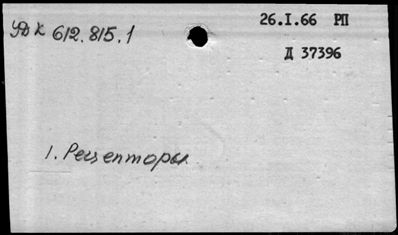 УДК 612.815.1
26.I.66 РП
Д 37396
1. Рецепторы